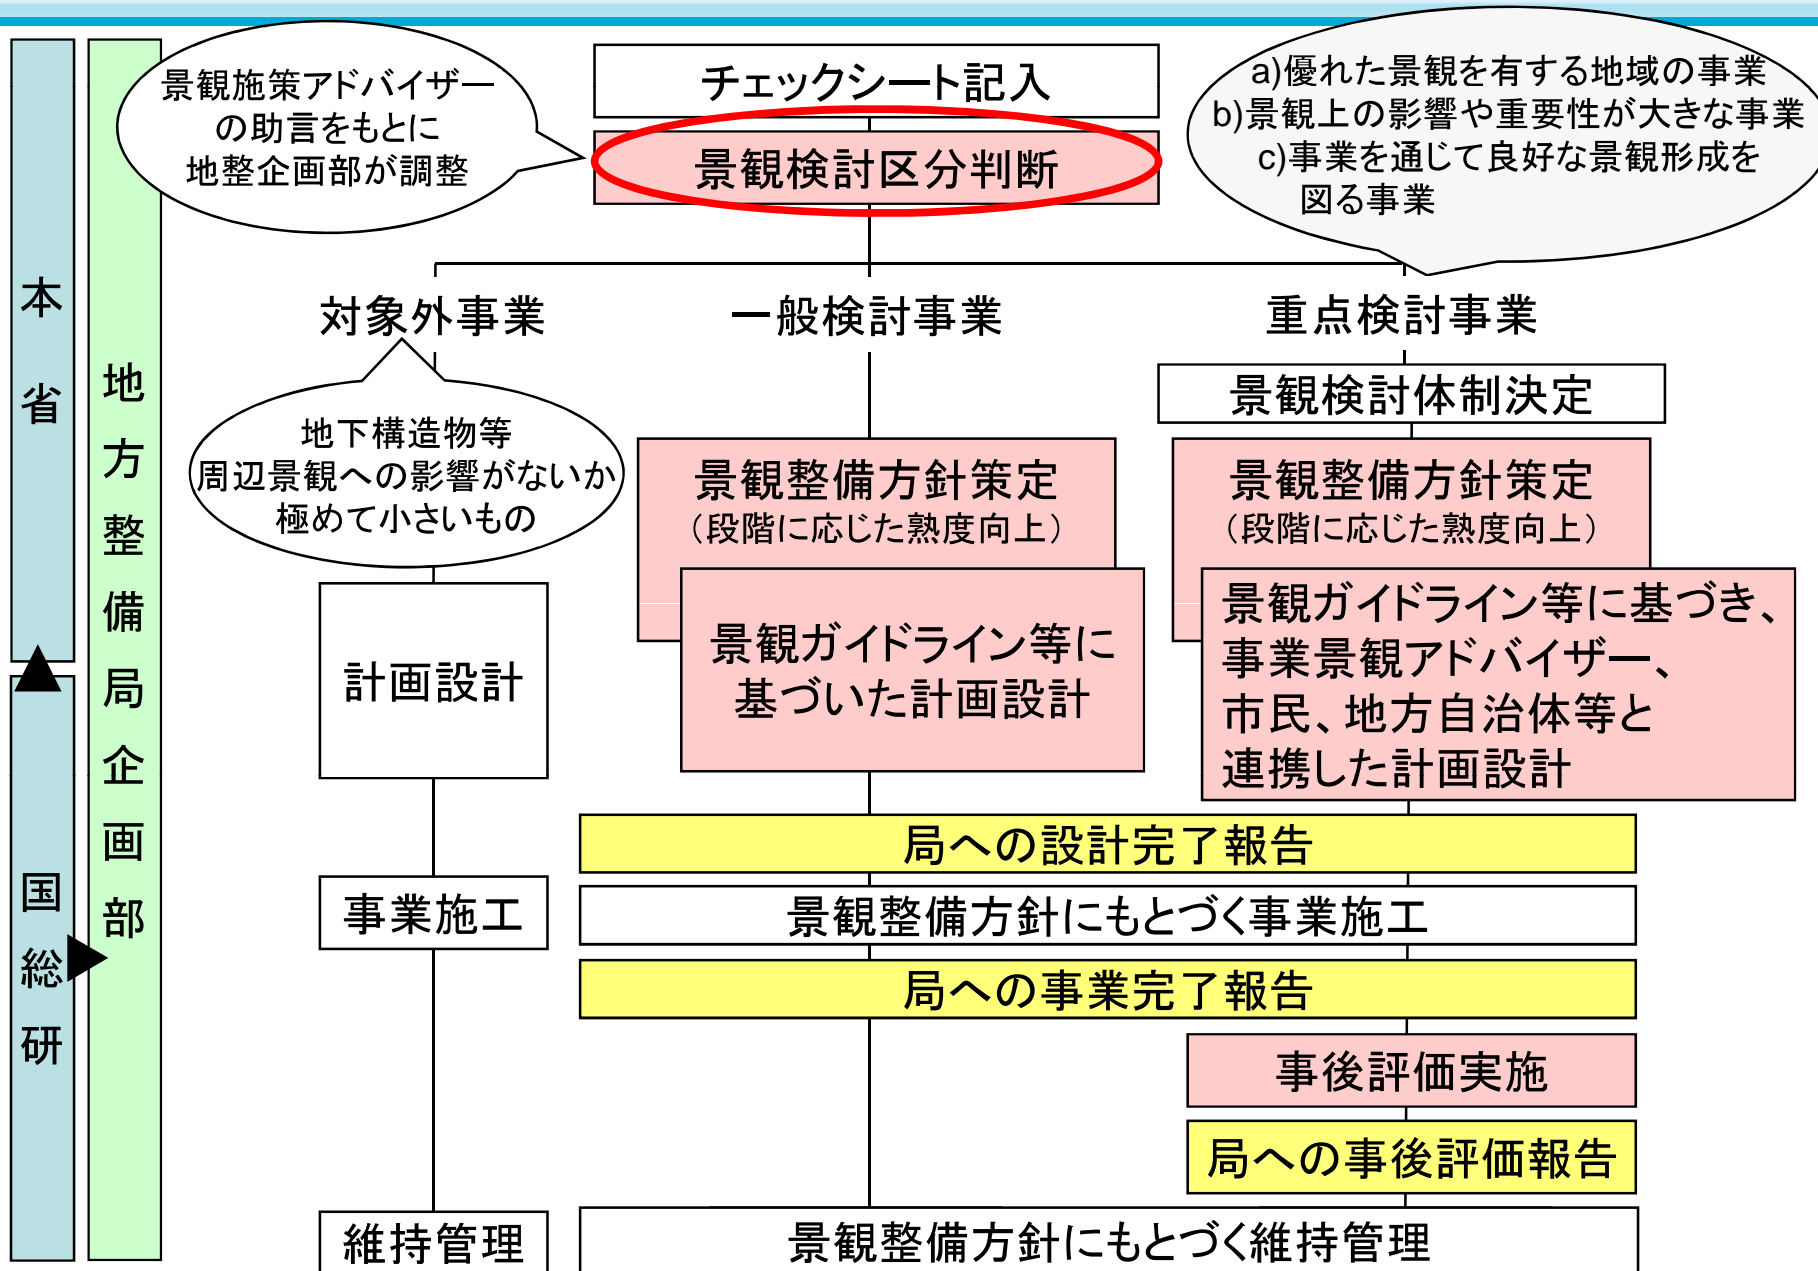 本省
国総研
地方整備局企画部
景観施策アドバイザー
の助言をもとに
地整企画部が調整
チェックシート記入
景観検討区分判断
a)優れた景観を有する地域の事業
b)景観上の影響や重要性が大きな事業
c)事業を通じて良好な景観形成を
図る事業
対象外事業
一般検討事業
重点検討事業
地下構造物等
周辺景観への影響がないか
極めて小さいもの
景観検討体制決定
景観整備方針策定
（段階に応じた熟度向上）
景観整備方針策定
（段階に応じた熟度向上）
計画設計
景観ガイドライン等に
基づいた計画設計
景観ガイドライン等に基づき、
事業景観アドバイザー、
市民、地方自治体等と
連携した計画設計
局への設計完了報告
事業施工
景観整備方針にもとづく事業施工
局への事業完了報告
事後評価実施
局への事後評価報告
維持管理
景観整備方針にもとづく維持管理